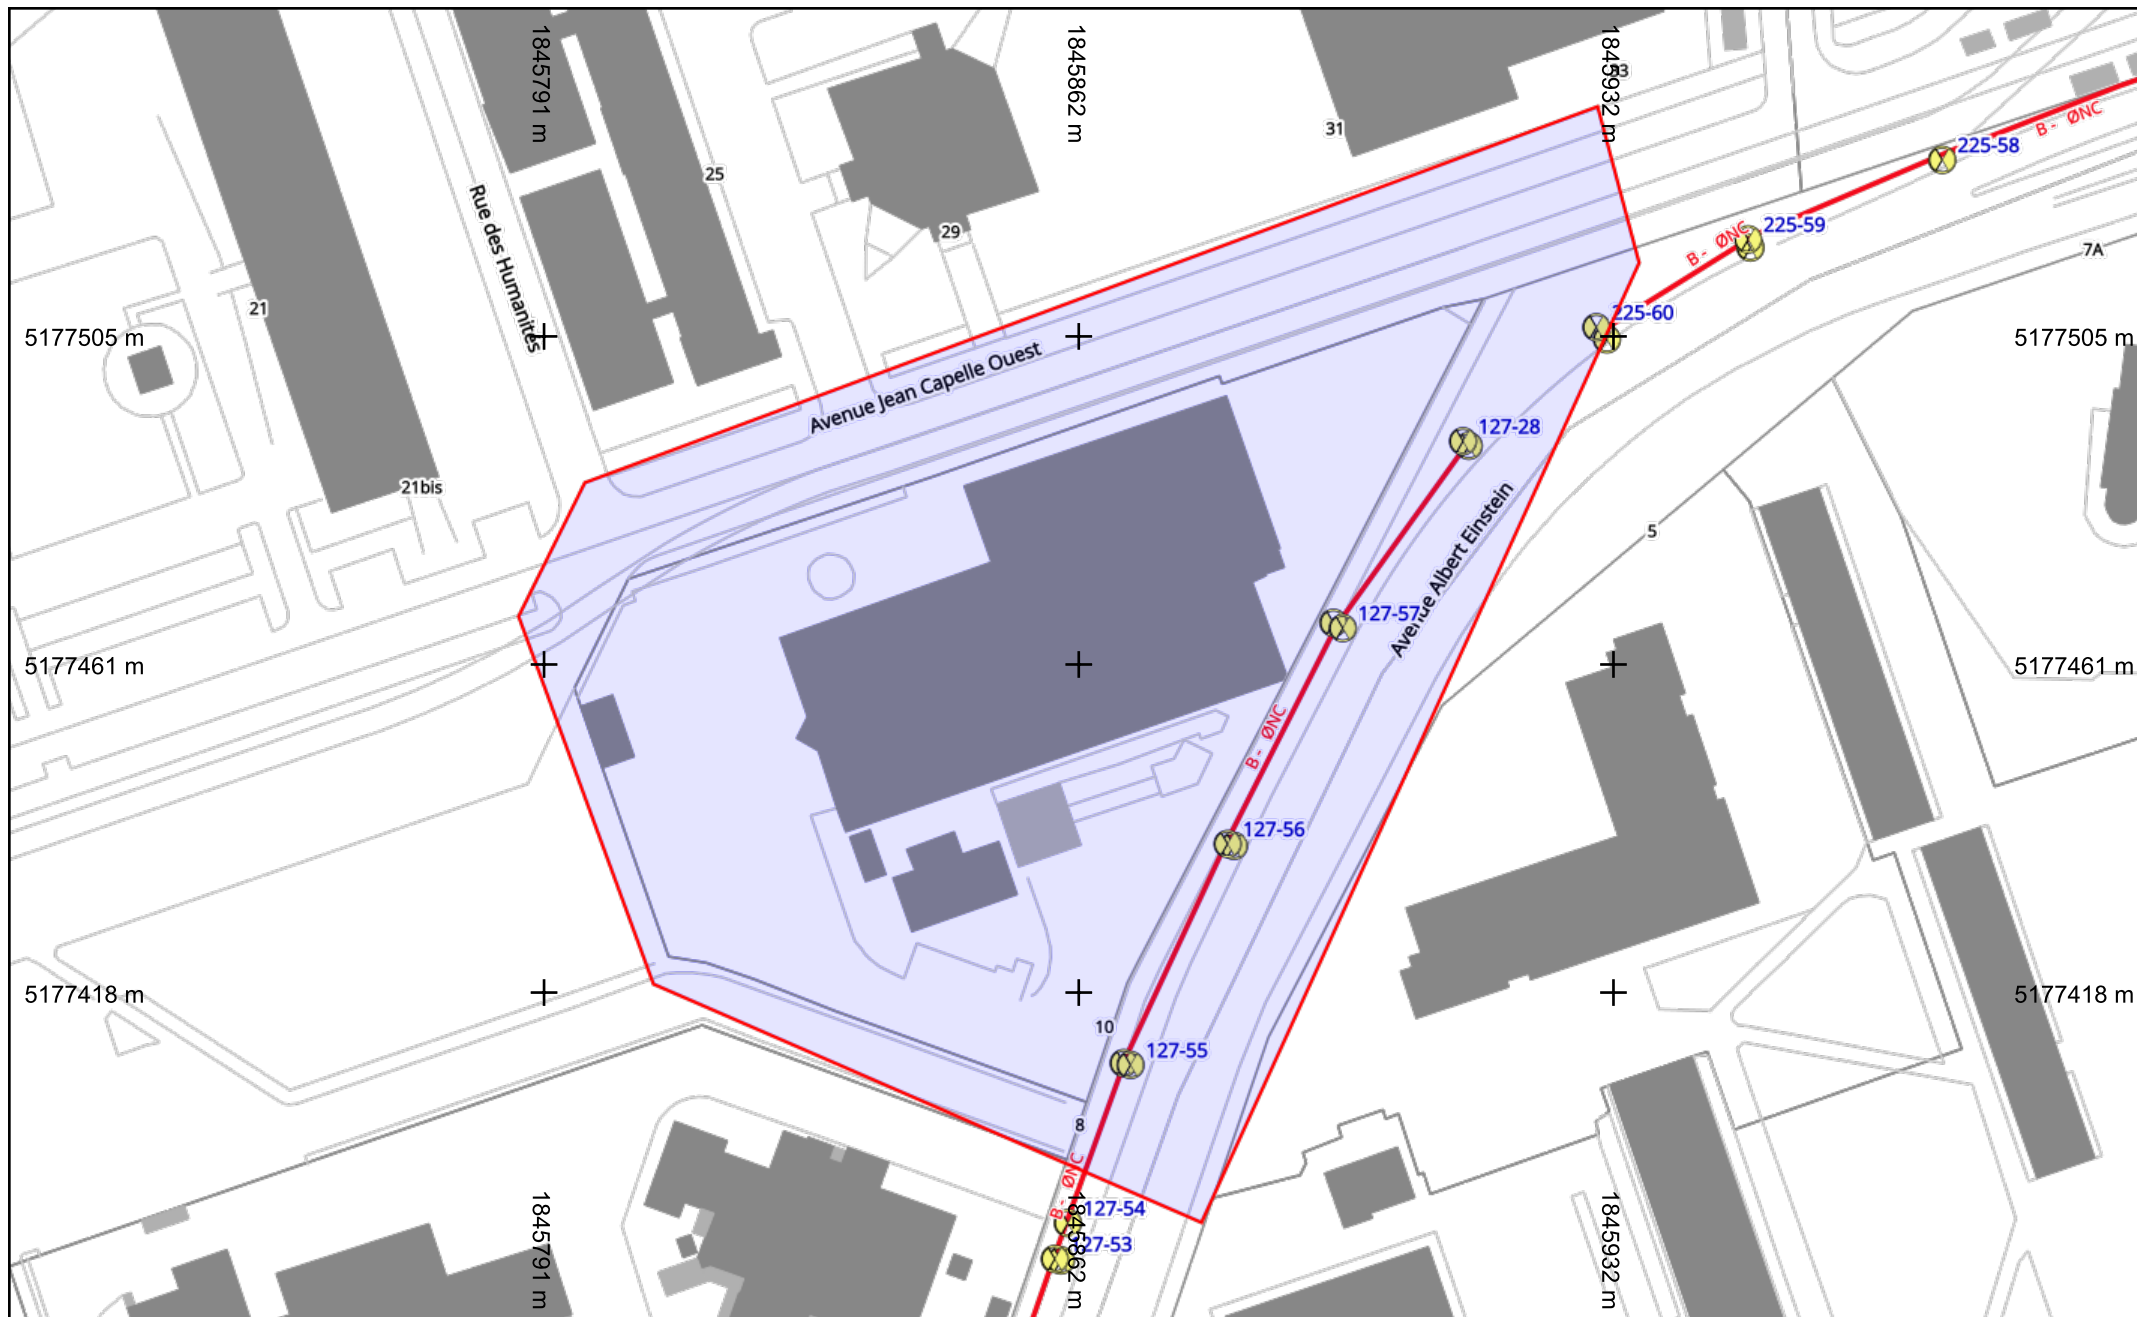 1845791 m
1845862 m
1845932 m
33
B - ØNC
31
225-58
25
Rue des Humanités
29
225-59
B - ØNC
7A
21
225-60
5177505 m
5177505 m
Avenue Jean Capelle Ouest
127-28
21bis
Avenue Albert Einstein
5
127-57
5177461 m
5177461 m
B - ØNC
127-56
5177418 m
5177418 m
10
127-55
8
B - ØNC
127-54
127-53
1845791 m
1845862 m
1845932 m